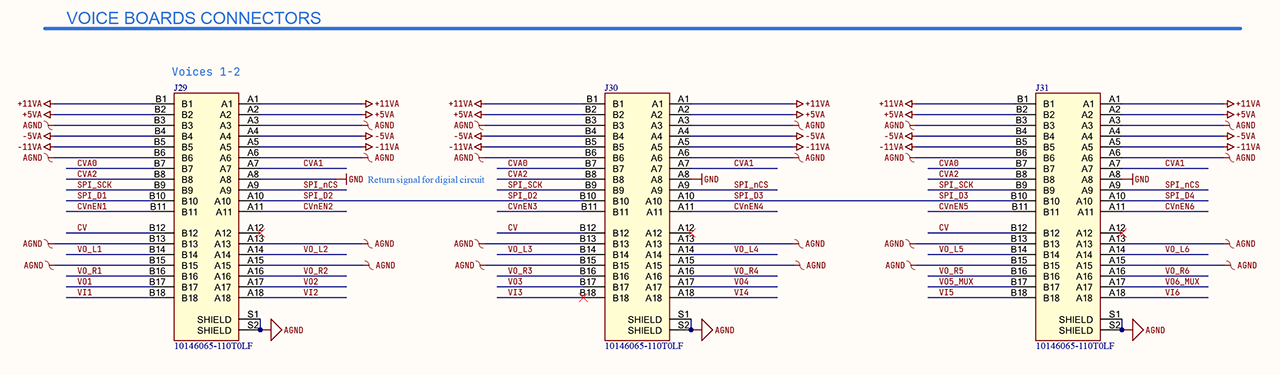 VOICE BOARDS CONNECTORS
Voices 1-2
J29
+11VA B1 B1 A1 A1 +11VA
+5VA B2 B2 A2 A2 +5VA
AGND B3 B3 A3 A3 AGND
-5VA B4 B4 A4 A4 -5VA
-11VA B5 B5 A5 A5 -11VA
AGND B6 B6 A6 A6 AGND
CVA0 B7 B7 A7 A7 CVA1
CVA2 B8 B8 A8 A8 GND Return signal for digial circuit
SPI_SCK B9 B9 A9 A9 SPI_nCS
SPI_D1 B10 B10 A10 A10 SPI_D2
CVnEN1 B11 B11 A11 A11 CVnEN2
CV B12 B12 A12 A12
AGND B13 B13 A13 A13 AGND
VO_L1 B14 B14 A14 A14 VO_L2
AGND B15 B15 A15 A15 AGND
VO_R1 B16 B16 A16 A16 VO_R2
VO1 B17 B17 A17 A17 VO2
VI1 B18 B18 A18 A18 VI2
SHIELD S1
SHIELD S2 AGND
10146065-110T0LF
J30
+11VA B1 B1 A1 A1 +11VA
+5VA B2 B2 A2 A2 +5VA
AGND B3 B3 A3 A3 AGND
-5VA B4 B4 A4 A4 -5VA
-11VA B5 B5 A5 A5 -11VA
AGND B6 B6 A6 A6 AGND
CVA0 B7 B7 A7 A7 CVA1
CVA2 B8 B8 A8 A8 GND
SPI_SCK B9 B9 A9 A9 SPI_nCS
SPI_D2 B10 B10 A10 A10 SPI_D3
CVnEN3 B11 B11 A11 A11 CVnEN4
CV B12 B12 A12 A12
AGND B13 B13 A13 A13 AGND
VO_L3 B14 B14 A14 A14 VO_L4
AGND B15 B15 A15 A15 AGND
VO_R3 B16 B16 A16 A16 VO_R4
VO3 B17 B17 A17 A17 VO4
VI3 B18 B18 A18 A18 VI4
SHIELD S1
SHIELD S2 AGND
10146065-110T0LF
J31
+11VA B1 B1 A1 A1 +11VA
+5VA B2 B2 A2 A2 +5VA
AGND B3 B3 A3 A3 AGND
-5VA B4 B4 A4 A4 -5VA
-11VA B5 B5 A5 A5 -11VA
AGND B6 B6 A6 A6 AGND
CVA0 B7 B7 A7 A7 CVA1
CVA2 B8 B8 A8 A8 GND
SPI_SCK B9 B9 A9 A9 SPI_nCS
SPI_D3 B10 B10 A10 A10 SPI_D4
CVnEN5 B11 B11 A11 A11 CVnEN6
CV B12 B12 A12 A12
AGND B13 B13 A13 A13 AGND
VO_L5 B14 B14 A14 A14 VO_L6
AGND B15 B15 A15 A15 AGND
VO_R5 B16 B16 A16 A16 VO_R6
VO5_MUX B17 B17 A17 A17 VO6_MUX
VI5 B18 B18 A18 A18 VI6
SHIELD S1
SHIELD S2 AGND
10146065-110T0LF